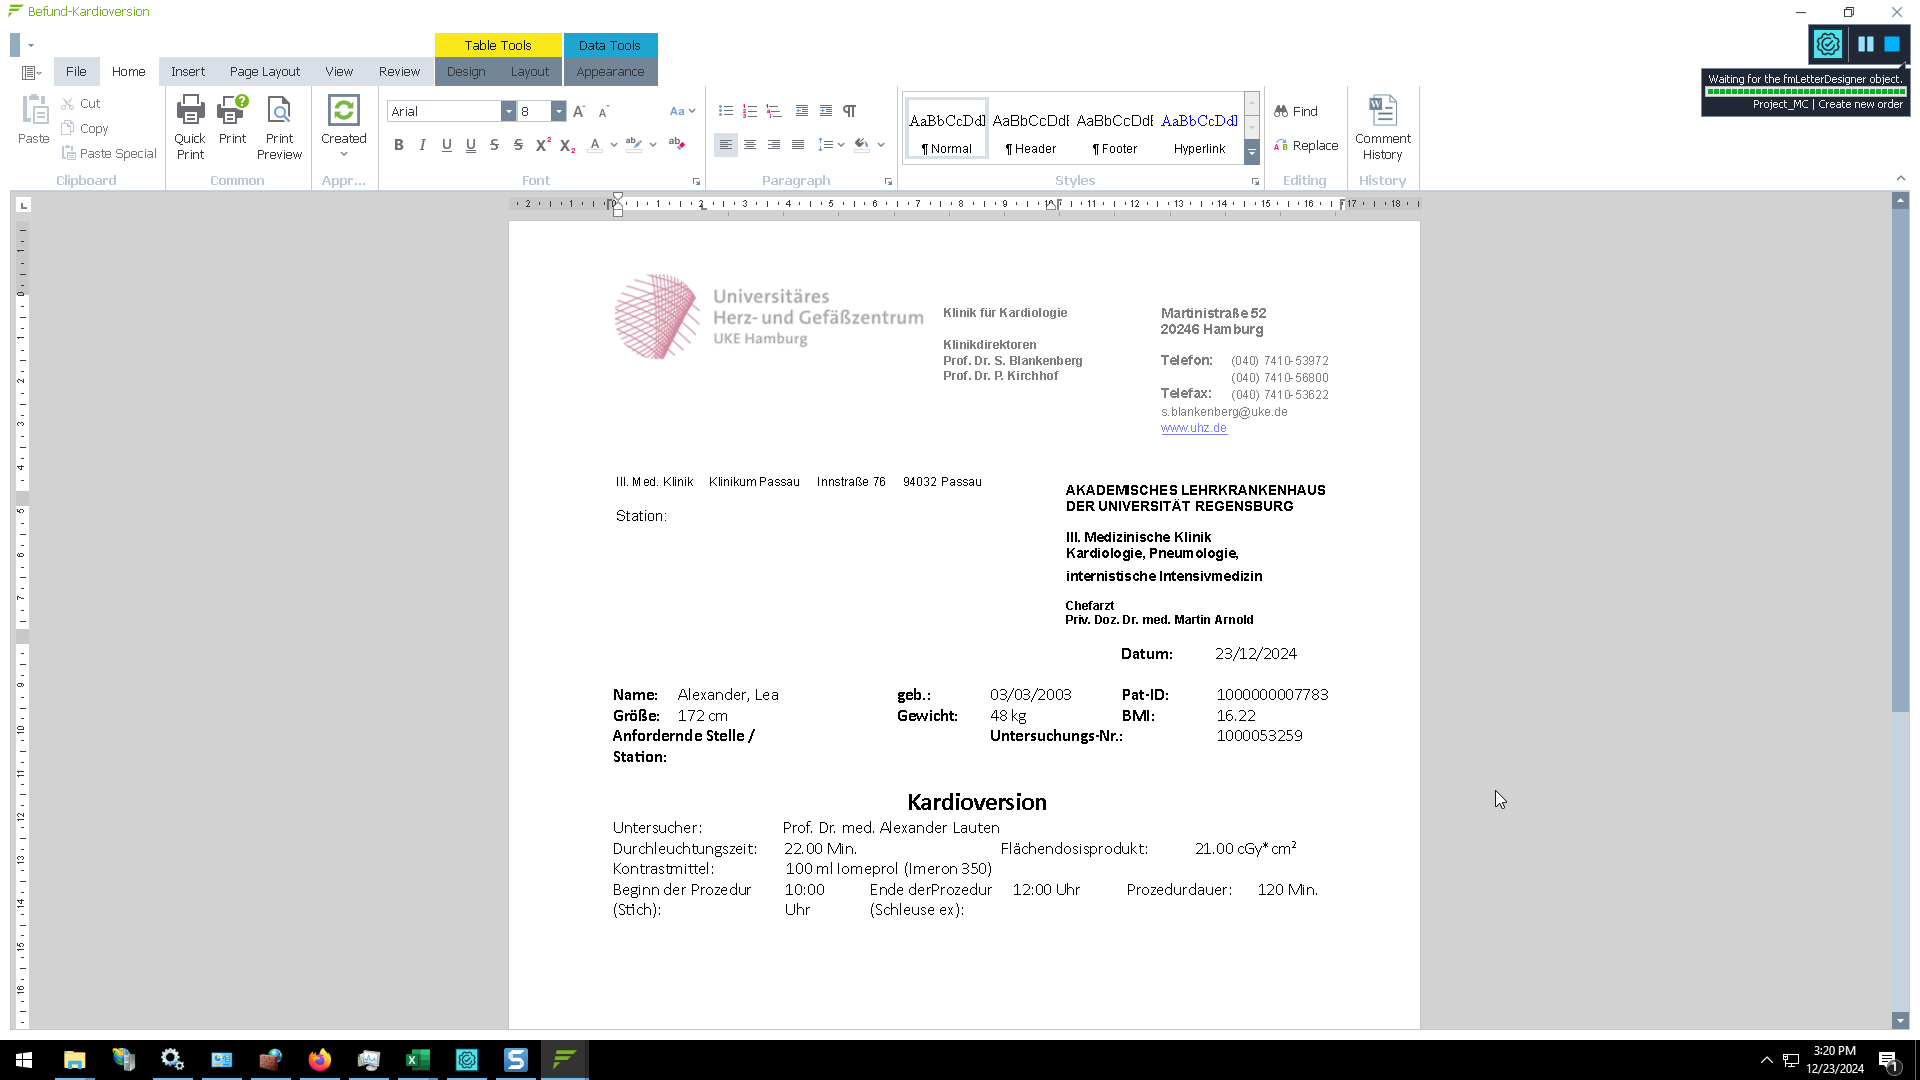 Befund-Kardioversion
Table Tools
Data Tools
File
Home
Insert
Page Layout
View
Review
Design
Layout
Appearance
Waiting for the fmLetterDesigner object.
Project_MC | Create new order
Paste
Cut
Copy
Paste Special
Clipboard
Quick Print
Print
Print Preview
Common
Created
Appr...
Arial
8
Font
Paragraph
AaBbCcDdI
AaBbCcDdI
AaBbCcDdI
AaBbCcDdI
¶ Normal
¶ Header
¶ Footer
Hyperlink
Styles
Find
Replace
Editing
Comment History
History
Universitäres
Herz- und Gefäßzentrum
UKE Hamburg
Klinik für Kardiologie
Klinikdirektoren
Prof. Dr. S. Blankenberg
Prof. Dr. P. Kirchhof
Martinistraße 52
20246 Hamburg
Telefon: (040) 7410-53972
(040) 7410-56800
Telefax: (040) 7410-53622
s.blankenberg@uke.de
www.uhz.de
III. Med. Klinik Klinikum Passau Innstraße 76 94032 Passau
Station:
AKADEMISCHES LEHRKRANKENHAUS
DER UNIVERSITÄT REGENSBURG
III. Medizinische Klinik
Kardiologie, Pneumologie,
internistische Intensivmedizin
Chefarzt
Priv. Doz. Dr. med. Martin Arnold
Datum: 23/12/2024
Name: Alexander, Lea geb.: 03/03/2003 Pat-ID: 1000000007783
Größe: 172 cm Gewicht: 48 kg BMI: 16.22
Anfordernde Stelle / Untersuchungs-Nr.: 1000053259
Station:
Kardioversion
Untersucher: Prof. Dr. med. Alexander Lauten
Durchleuchtungszeit: 22.00 Min. Flächendosisprodukt: 21.00 cGy*cm²
Kontrastmittel: 100 ml Iomeprol (Imeron 350)
Beginn der Prozedur 10:00 Ende derProzedur 12:00 Uhr Prozedurdauer: 120 Min.
(Stich): Uhr (Schleuse ex):
3:20 PM
12/23/2024
1